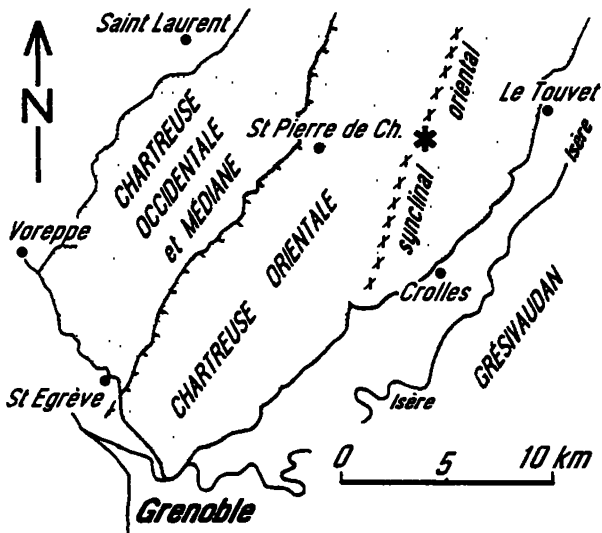 Saint Laurent
N
CHARTREUSE
OCCIDENTALE
et MÉDIANE
St Pierre de Ch.
oriental
synclinal
Le Touvet
Isère
Voreppe
CHARTREUSE ORIENTALE
Crolles
GRÉSIVAUDAN
St Egrève
Isère
0 5 10 km
Grenoble